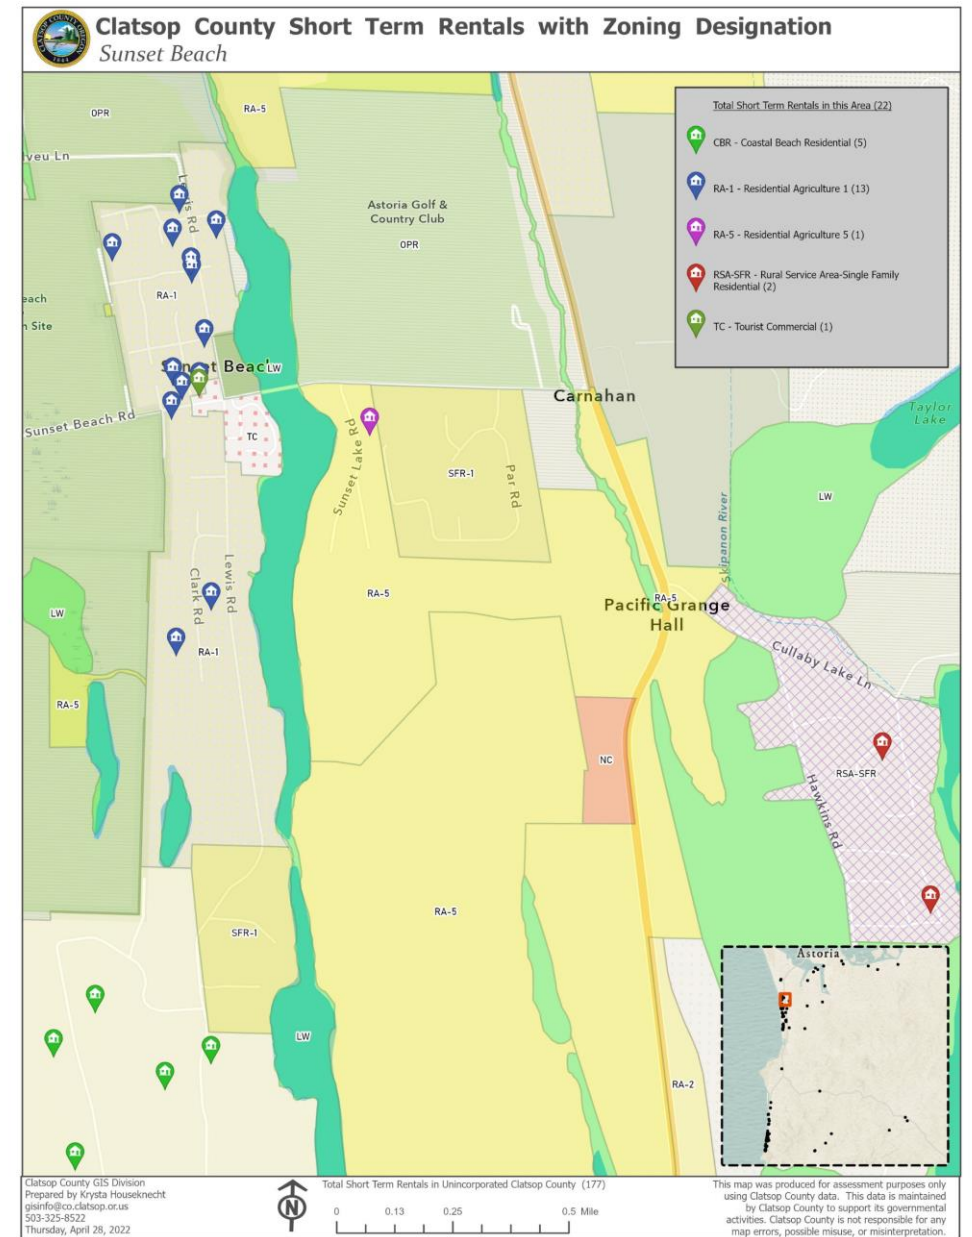 Clatsop County Short Term Rentals with Zoning Designation
Sunset Beach
Total Short Term Rentals in this Area (22)
CBR - Coastal Beach Residential (5)
RA-1 - Residential Agriculture 1 (13)
RA-5 - Residential Agriculture 5 (1)
RSA-SFR - Rural Service Area-Single Family
Residential (2)
TC - Tourist Commercial (1)
OPR
RA-5
veu Ln
Lewis Rd
Astoria Golf &
Country Club
OPR
RA-1
each
n Site
Sunset Beach
LW
Carnahan
Taylor
Lake
Sunset Beach Rd
TC
Sunset Lake Rd
SFR-1
Par Rd
LW
Skipanon River
Clark Rd
Lewis Rd
RA-5
RA-5
Pacific Grange
Hall
LW
RA-1
Cullaby Lake Ln
RA-5
NC
RSA-SFR
Hawkins Rd
RA-5
SFR-1
Astoria
LW
RA-2
Clatsop County GIS Division
Prepared by Krysta Houseknecht
gisinfo@co.clatsop.or.us
503-325-8522
Thursday, April 28, 2022
N
Total Short Term Rentals in Unincorporated Clatsop County (177)
0 0.13 0.25 0.5 Mile
This map was produced for assessment purposes only
using Clatsop County data. This data is maintained
by Clatsop County to support its governmental
activities. Clatsop County is not responsible for any
map errors, possible misuse, or misinterpretation.